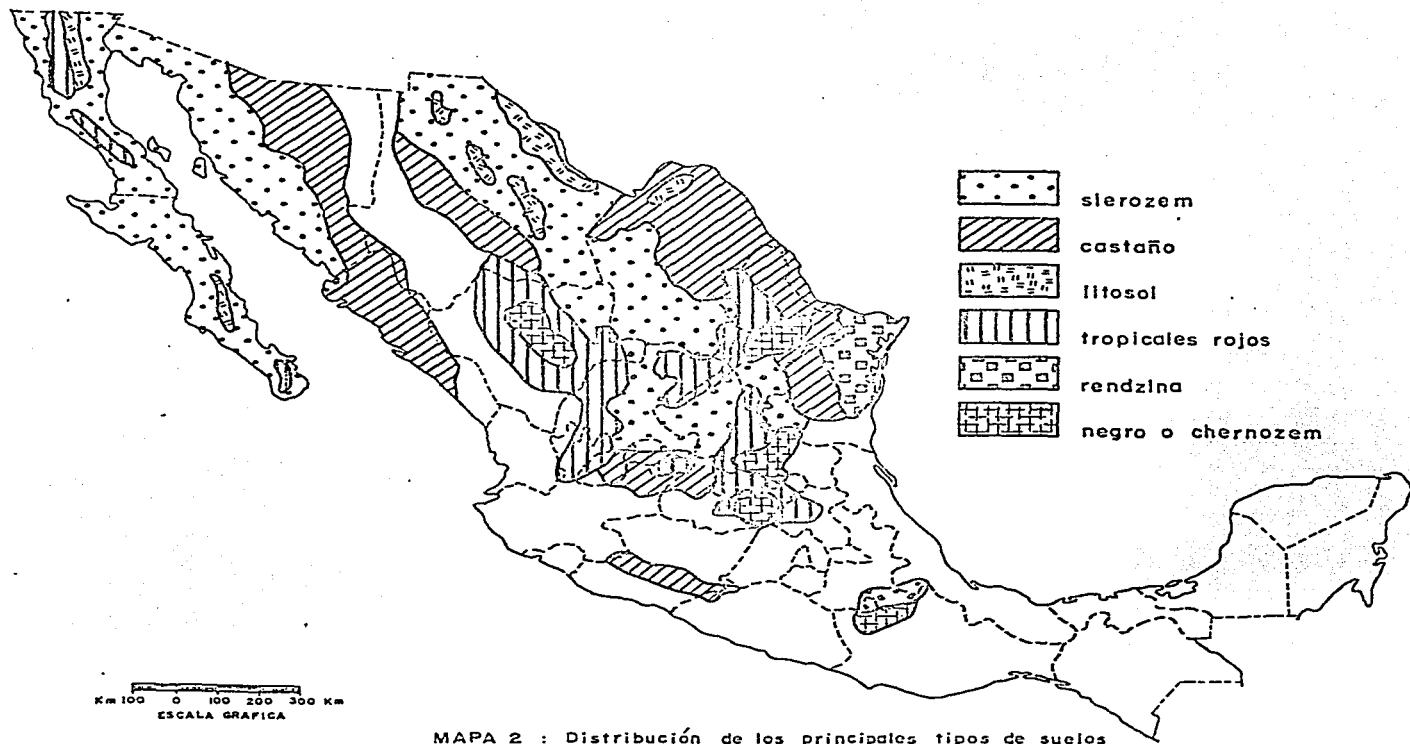 sierozem
castaño
litosol
tropicales rojos
rendzina
negro o chernozem
Km 100 0 100 200 300 Km
ESCALA GRAFICA
MAPA 2 : Distribución de los principales tipos de suelos